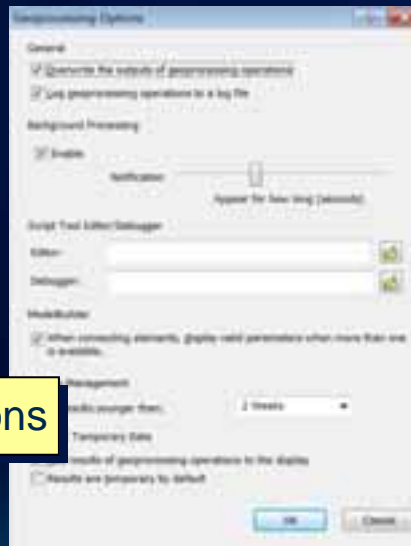 Geoprocessing Options
General
Overwrite the outputs of geoprocessing operations
Log geoprocessing operations to a log file
Background Processing
Enable
Notification
Appear for how long (seconds)
Script Tool Editor/Debugger
Editor:
Debugger:
ModelBuilder
When connecting elements, display valid parameters when more than one
is available.
Management
results younger than:
2 Weeks
ons
Temporary Data
results of geoprocessing operations to the display
Results are temporary by default
OK
Cancel